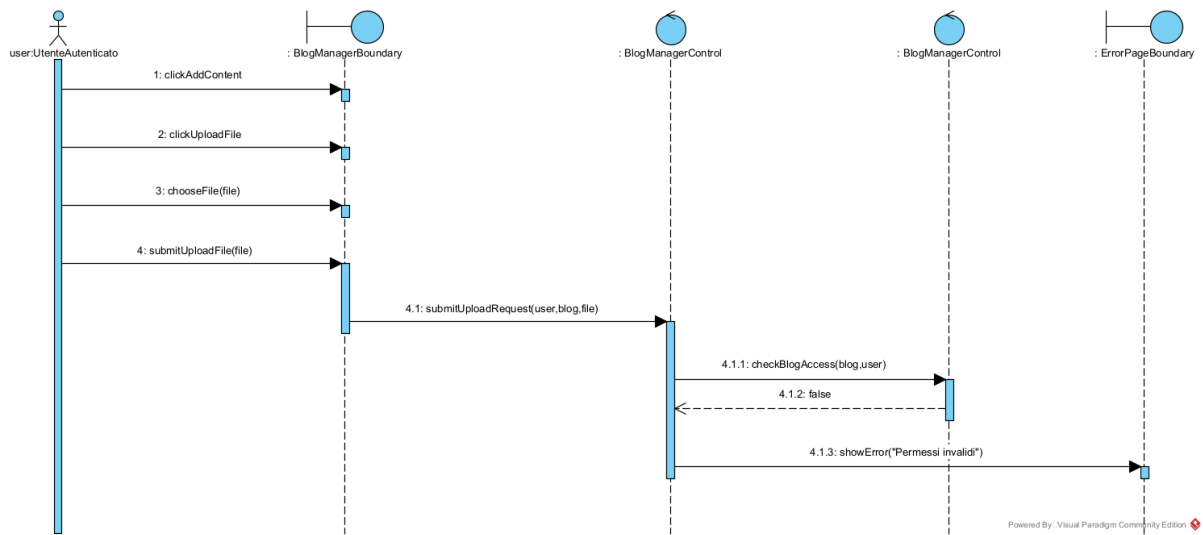 user:UtenteAutenticato
: BlogManagerBoundary
: BlogManagerControl
: BlogManagerControl
: ErrorPageBoundary
1: clickAddContent
2: clickUploadFile
3: chooseFile(file)
4: submitUploadFile(file)
4.1: submitUploadRequest(user,blog,file)
4.1.1: checkBlogAccess(blog,user)
4.1.2: false
4.1.3: showError("Permessi invalidi")
Powered By: Visual Paradigm Community Edition